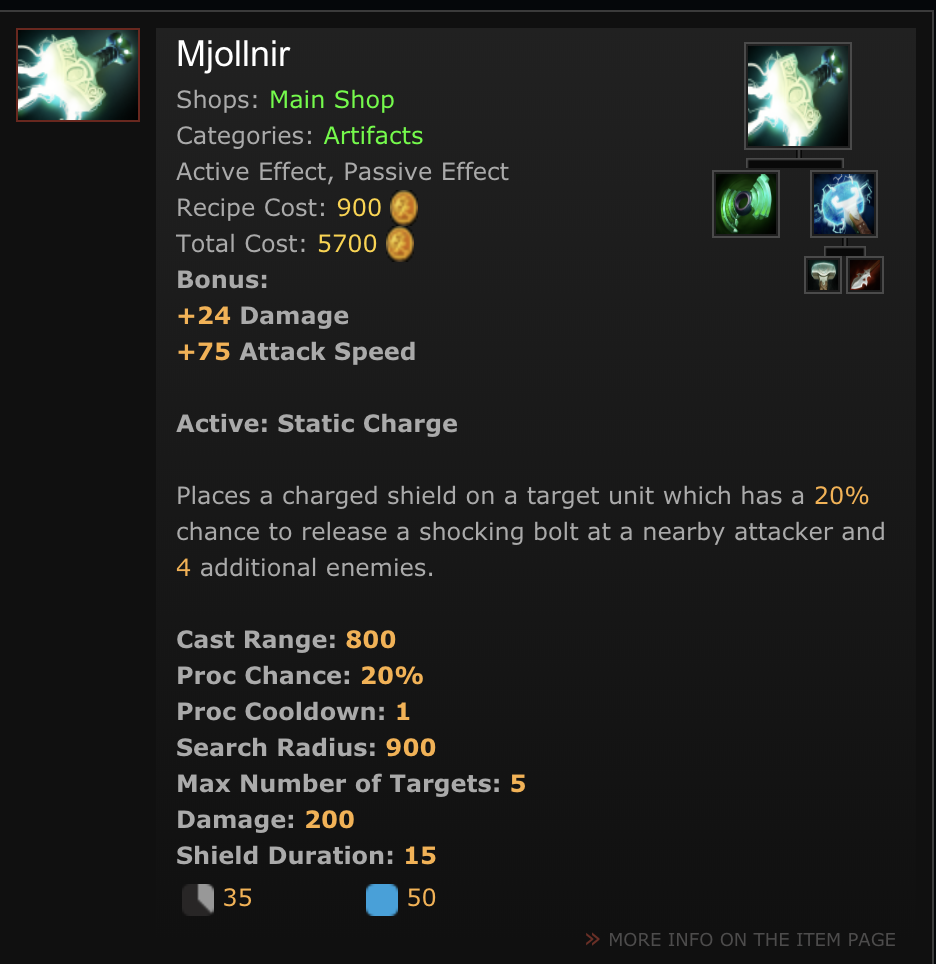 Mjollnir
Shops: Main Shop
Categories: Artifacts
Active Effect, Passive Effect
Recipe Cost: 900
Total Cost: 5700
Bonus:
+24 Damage
+75 Attack Speed
Active: Static Charge
Places a charged shield on a target unit which has a 20%
chance to release a shocking bolt at a nearby attacker and
4 additional enemies.
Cast Range: 800
Proc Chance: 20%
Proc Cooldown: 1
Search Radius: 900
Max Number of Targets: 5
Damage: 200
Shield Duration: 15
35 50
» MORE INFO ON THE ITEM PAGE